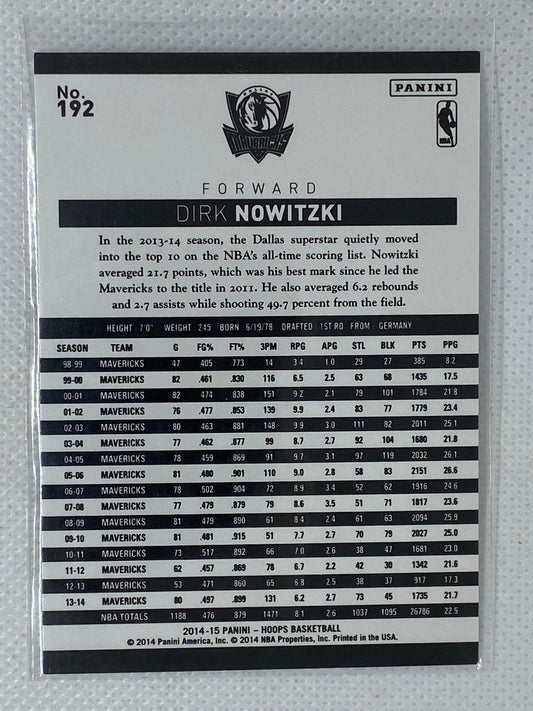 No.
192
DALLAS
MAVERICKS
PANINI
NBA
FORWARD
DIRK NOWITZKI
In the 2013-14 season, the Dallas superstar quietly moved
into the top 10 on the NBA's all-time scoring list. Nowitzki
averaged 21.7 points, which was his best mark since he led the
Mavericks to the title in 2011. He also averaged 6.2 rebounds
and 2.7 assists while shooting 49.7 percent from the field.
HEIGHT: 7'0" WEIGHT: 245 BORN: 6/19/78 DRAFTED: 1ST RD FROM: GERMANY
SEASON TEAM G FG% FT% 3PM RPG APG STL BLK PTS PPG
98-99 MAVERICKS 47 .405 .773 14 3.4 1.0 29 27 385 8.2
99-00 MAVERICKS 82 .461 .830 116 6.5 2.5 63 68 1435 17.5
00-01 MAVERICKS 82 .474 .838 151 9.2 2.1 79 101 1784 21.8
01-02 MAVERICKS 76 .477 .853 139 9.9 2.4 83 77 1779 23.4
02-03 MAVERICKS 80 .463 .881 148 9.9 3.0 111 82 2011 25.1
03-04 MAVERICKS 77 .462 .877 99 8.7 2.7 92 104 1680 21.8
04-05 MAVERICKS 78 .459 .869 91 9.7 3.1 97 119 2032 26.1
05-06 MAVERICKS 81 .480 .901 110 9.0 2.8 58 83 2151 26.6
06-07 MAVERICKS 78 .502 .904 72 8.9 3.4 52 62 1916 24.6
07-08 MAVERICKS 77 .479 .879 79 8.6 3.5 51 71 1817 23.6
08-09 MAVERICKS 81 .479 .890 61 8.4 2.4 61 63 2094 25.9
09-10 MAVERICKS 81 .481 .915 51 7.7 2.7 70 79 2027 25.0
10-11 MAVERICKS 73 .517 .892 66 7.0 2.6 38 47 1681 23.0
11-12 MAVERICKS 62 .457 .869 78 6.7 2.2 42 30 1342 21.6
12-13 MAVERICKS 53 .471 .860 65 6.8 2.5 38 37 917 17.3
13-14 MAVERICKS 80 .497 .899 131 6.2 2.7 73 45 1735 21.7
NBA TOTALS 1188 .476 .879 1471 8.1 2.6 1037 1095 26786 22.5
2014-15 PANINI – HOOPS BASKETBALL
© 2014 Panini America, Inc. © 2014 NBA Properties, Inc. Printed in the USA.